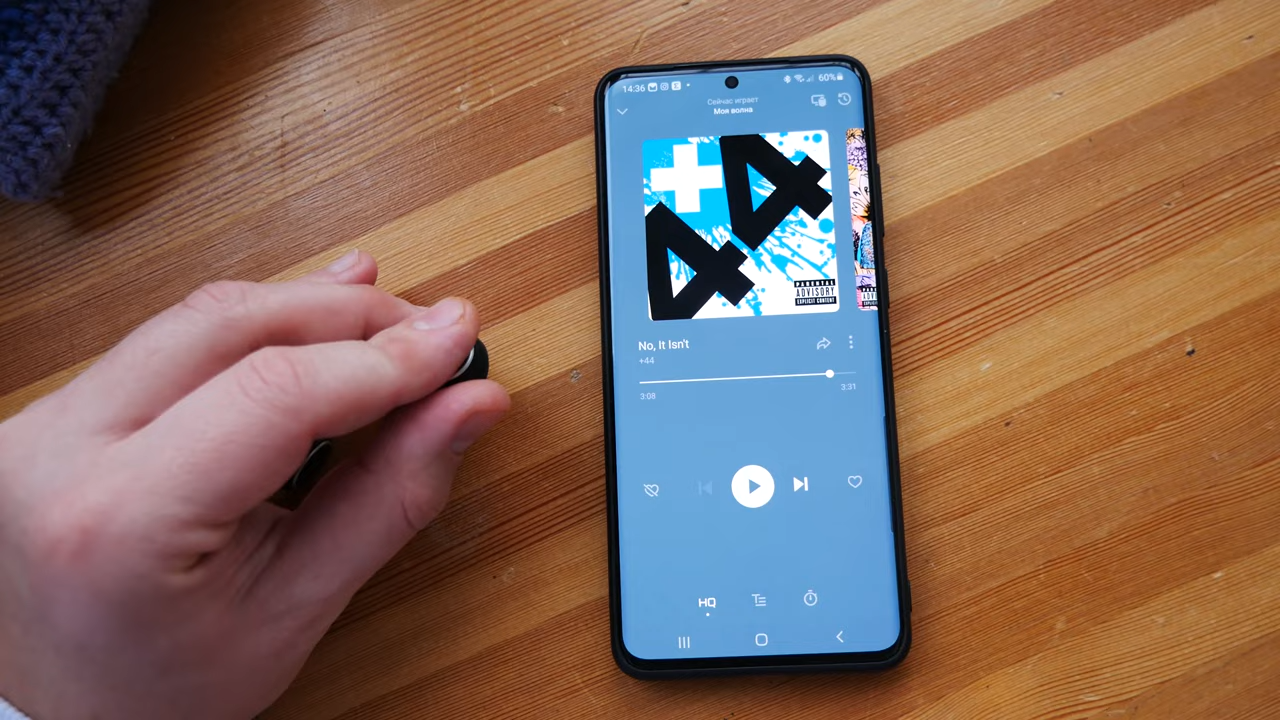 14:36 60%
Сейчас играет
Моя волна
44
PARENTAL
ADVISORY
EXPLICIT CONTENT
No, It Isn't
+44
3:08 3:31
HQ